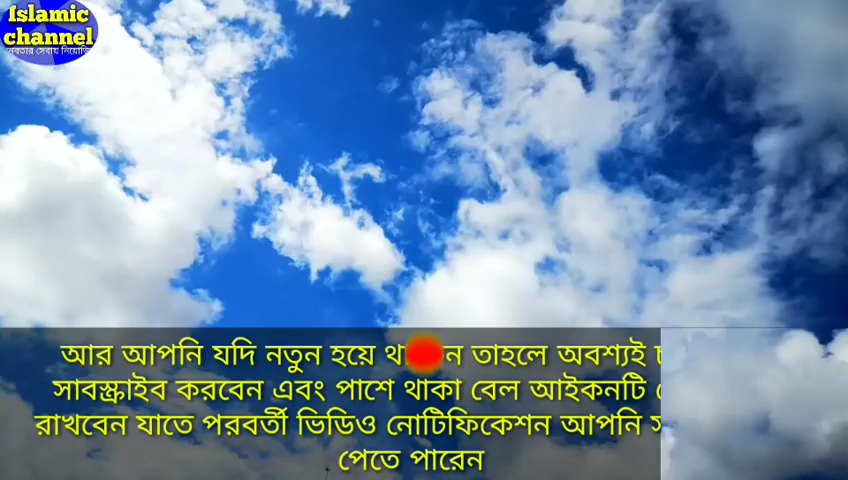 Islamic
channel
আর আপনি যদি নতুন হয়ে তাহলে অবশ্যই
সাবস্ক্রাইব করবেন এবং পাশে থাকা বেল আইকনটি
রাখবেন যাতে পরবর্তী ভিডিও নোটিফিকেশন আপনি
পেতে পারেন